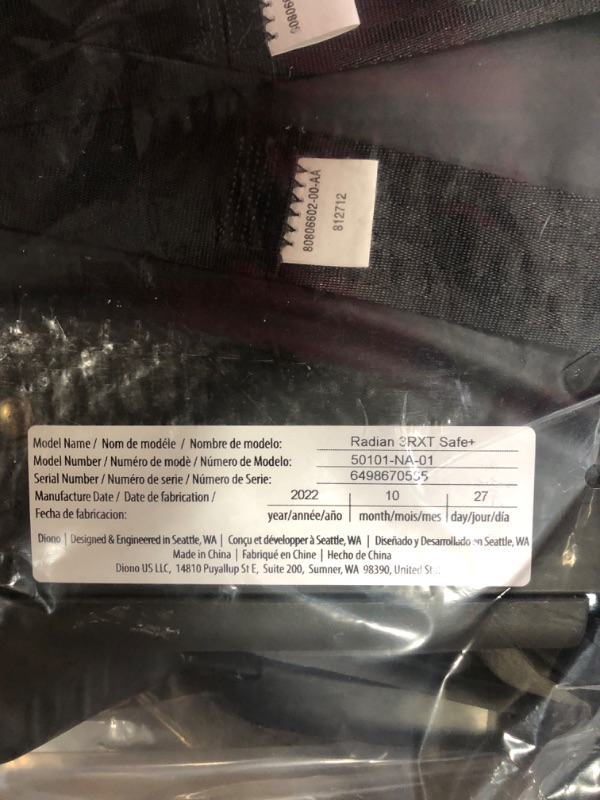 80806602-00-AA
812712
Model Name / Nom de modéle / Nombre de modelo: Radian 3RXT Safe+
Model Number / Numéro de modè / Número de Modelo: 50101-NA-01
Serial Number / Numéro de serie / Número de Serie:
Manufacture Date / Date de fabrication / 2022 10 27
Fecha de fabricacion: year/année/año month/mois/mes day/jour/día
Diono | Designed & Engineered in Seattle, WA | Conçu et développer à Seattle, WA | Diseñado y Desarrollado en Seattle, WA
Made in China | Fabriqué en Chine | Hecho de China
Diono US LLC, 14810 Puyallup St E, Suite 200, Sumner, WA 98390, United